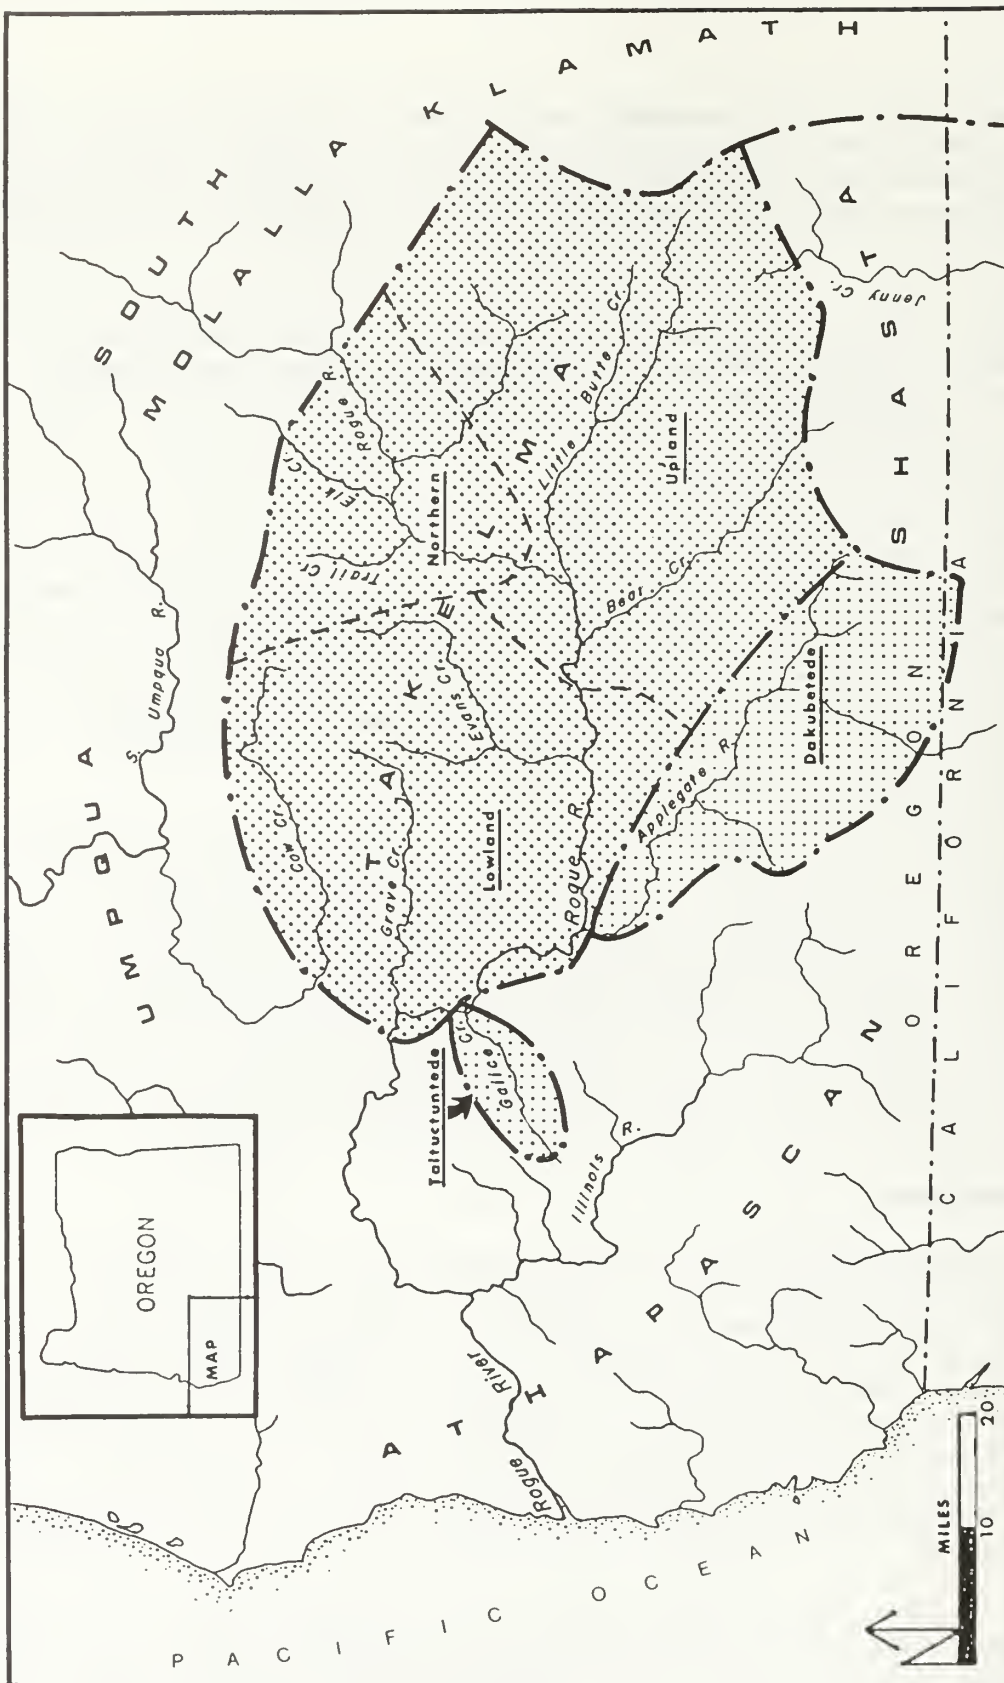 OREGON
MAP
UMPQUA
S. Umpqua R.
SOUTH
MOLALLA
KLAMATH
Cow Cr.
Grave Cr.
Evans Cr.
Trail Cr.
Elk Cr.
Rogue R.
Northern
TAKELMA
Lowland
Little Butte Cr.
Upland
Bear Cr.
Rogue R.
Taltuctuntede
Galice Cr.
Applegate R.
Dakubetede
Jenny Cr.
SHASTA
Illinois R.
Rogue River
ATHAPASCAN
PACIFIC OCEAN
OREGON
CALIFORNIA
MILES
10 20